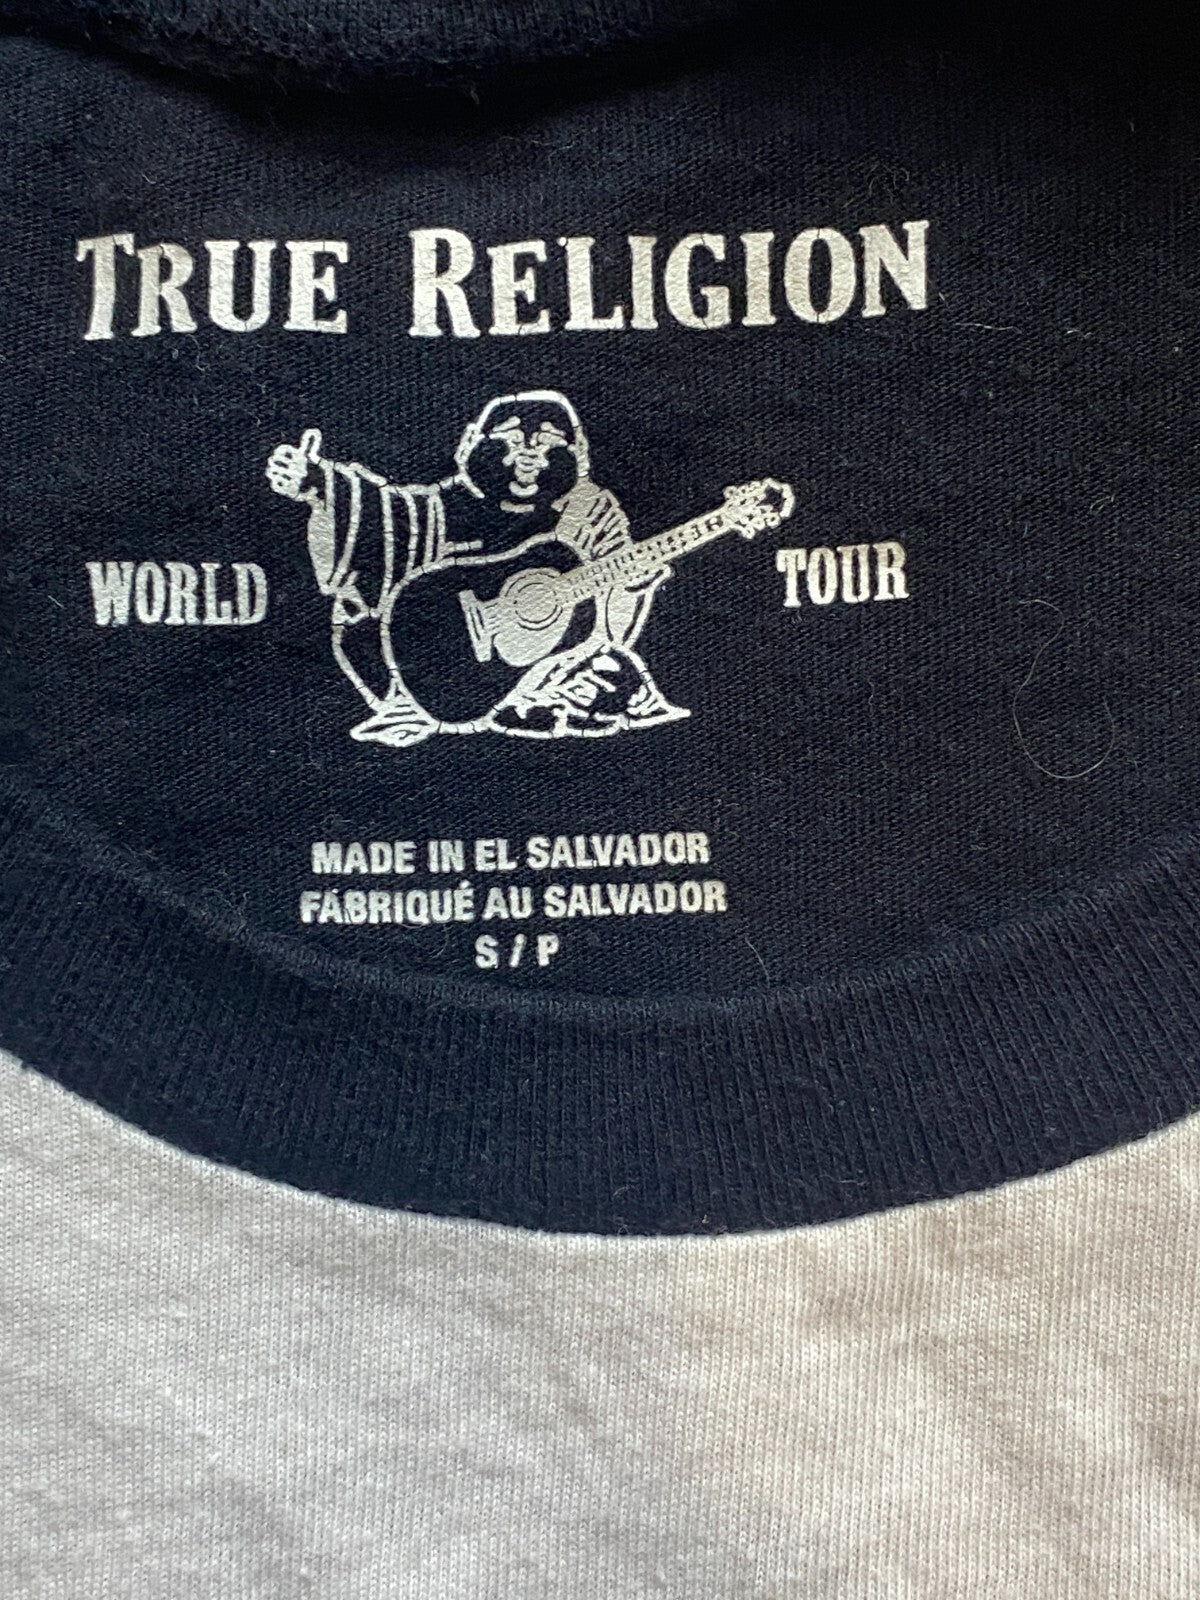 TRUE RELIGION
WORLD TOUR
MADE IN EL SALVADOR
FABRIQUÉ AU SALVADOR
S / P